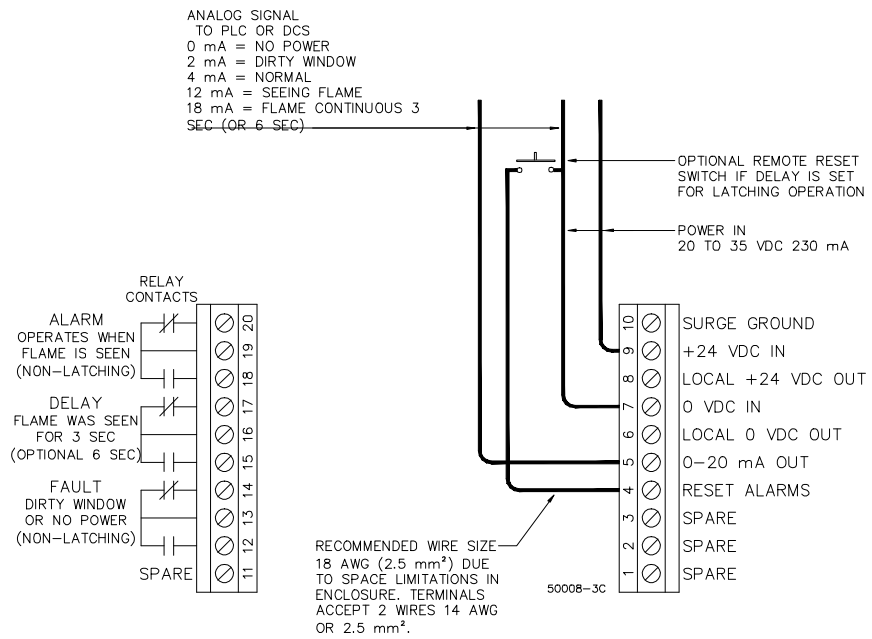 ANALOG SIGNAL
TO PLC OR DCS
0 mA = NO POWER
2 mA = DIRTY WINDOW
4 mA = NORMAL
12 mA = SEEING FLAME
18 mA = FLAME CONTINUOUS 3
SEC (OR 6 SEC)
OPTIONAL REMOTE RESET
SWITCH IF DELAY IS SET
FOR LATCHING OPERATION
POWER IN
20 TO 35 VDC 230 mA
RELAY
CONTACTS
ALARM
OPERATES WHEN
FLAME IS SEEN
(NON-LATCHING)
DELAY
FLAME WAS SEEN
FOR 3 SEC
(OPTIONAL 6 SEC)
FAULT
DIRTY WINDOW
OR NO POWER
(NON-LATCHING)
SPARE
20
19
18
17
16
15
14
13
12
11
10 SURGE GROUND
9 +24 VDC IN
8 LOCAL +24 VDC OUT
7 0 VDC IN
6 LOCAL 0 VDC OUT
5 0-20 mA OUT
4 RESET ALARMS
3 SPARE
2 SPARE
1 SPARE
RECOMMENDED WIRE SIZE
18 AWG (2.5 mm²) DUE
TO SPACE LIMITATIONS IN
ENCLOSURE. TERMINALS
ACCEPT 2 WIRES 14 AWG
OR 2.5 mm².
50008-3C